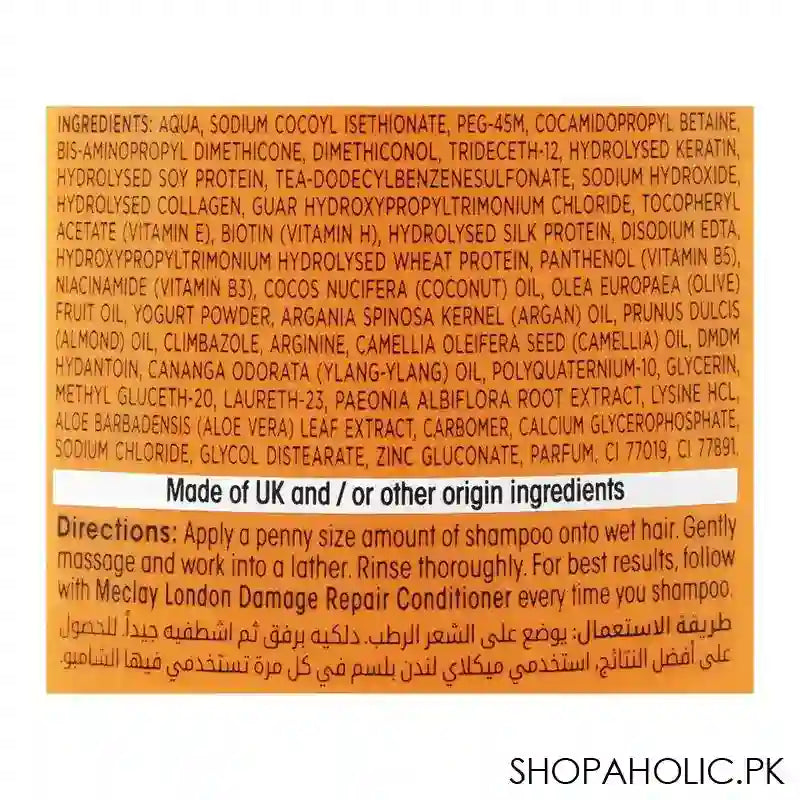 INGREDIENTS: AQUA, SODIUM COCOYL ISETHIONATE, PEG-45M, COCAMIDOPROPYL BETAINE,
BIS-AMINOPROPYL DIMETHICONE, DIMETHICONOL, TRIDECETH-12, HYDROLYSED KERATIN,
HYDROLYSED SOY PROTEIN, TEA-DODECYLBENZENESULFONATE, SODIUM HYDROXIDE,
HYDROLYSED COLLAGEN, GUAR HYDROXYPROPYLTRIMONIUM CHLORIDE, TOCOPHERYL
ACETATE (VITAMIN E), BIOTIN (VITAMIN H), HYDROLYSED SILK PROTEIN, DISODIUM EDTA,
HYDROXYPROPYLTRIMONIUM HYDROLYSED WHEAT PROTEIN, PANTHENOL (VITAMIN B5),
NIACINAMIDE (VITAMIN B3), COCOS NUCIFERA (COCONUT) OIL, OLEA EUROPAEA (OLIVE)
FRUIT OIL, YOGURT POWDER, ARGANIA SPINOSA KERNEL (ARGAN) OIL, PRUNUS DULCIS
(ALMOND) OIL, CLIMBAZOLE, ARGININE, CAMELLIA OLEIFERA SEED (CAMELLIA) OIL, DMDM
HYDANTOIN, CANANGA ODORATA (YLANG-YLANG) OIL, POLYQUATERNIUM-10, GLYCERIN,
METHYL GLUCETH-20, LAURETH-23, PAEONIA ALBIFLORA ROOT EXTRACT, LYSINE HCL,
ALOE BARBADENSIS (ALOE VERA) LEAF EXTRACT, CARBOMER, CALCIUM GLYCEROPHOSPHATE,
SODIUM CHLORIDE, GLYCOL DISTEARATE, ZINC GLUCONATE, PARFUM. CI 77019, CI 77891.
Made of UK and / or other origin ingredients
Directions: Apply a penny size amount of shampoo onto wet hair. Gently
massage and work into a lather. Rinse thoroughly. For best results, follow
with Meclay London Damage Repair Conditioner every time you shampoo.
طريقة الاستعمال: يوضع على الشعر الرطب. دلكيه برفق ثم اشطفيه جيداً. للحصول
على أفضل النتائج, استخدمي ميكلاي لندن بلسم في كل مرة تستخدمي فيها الشامبو.
SHOPAHOLIC.PK